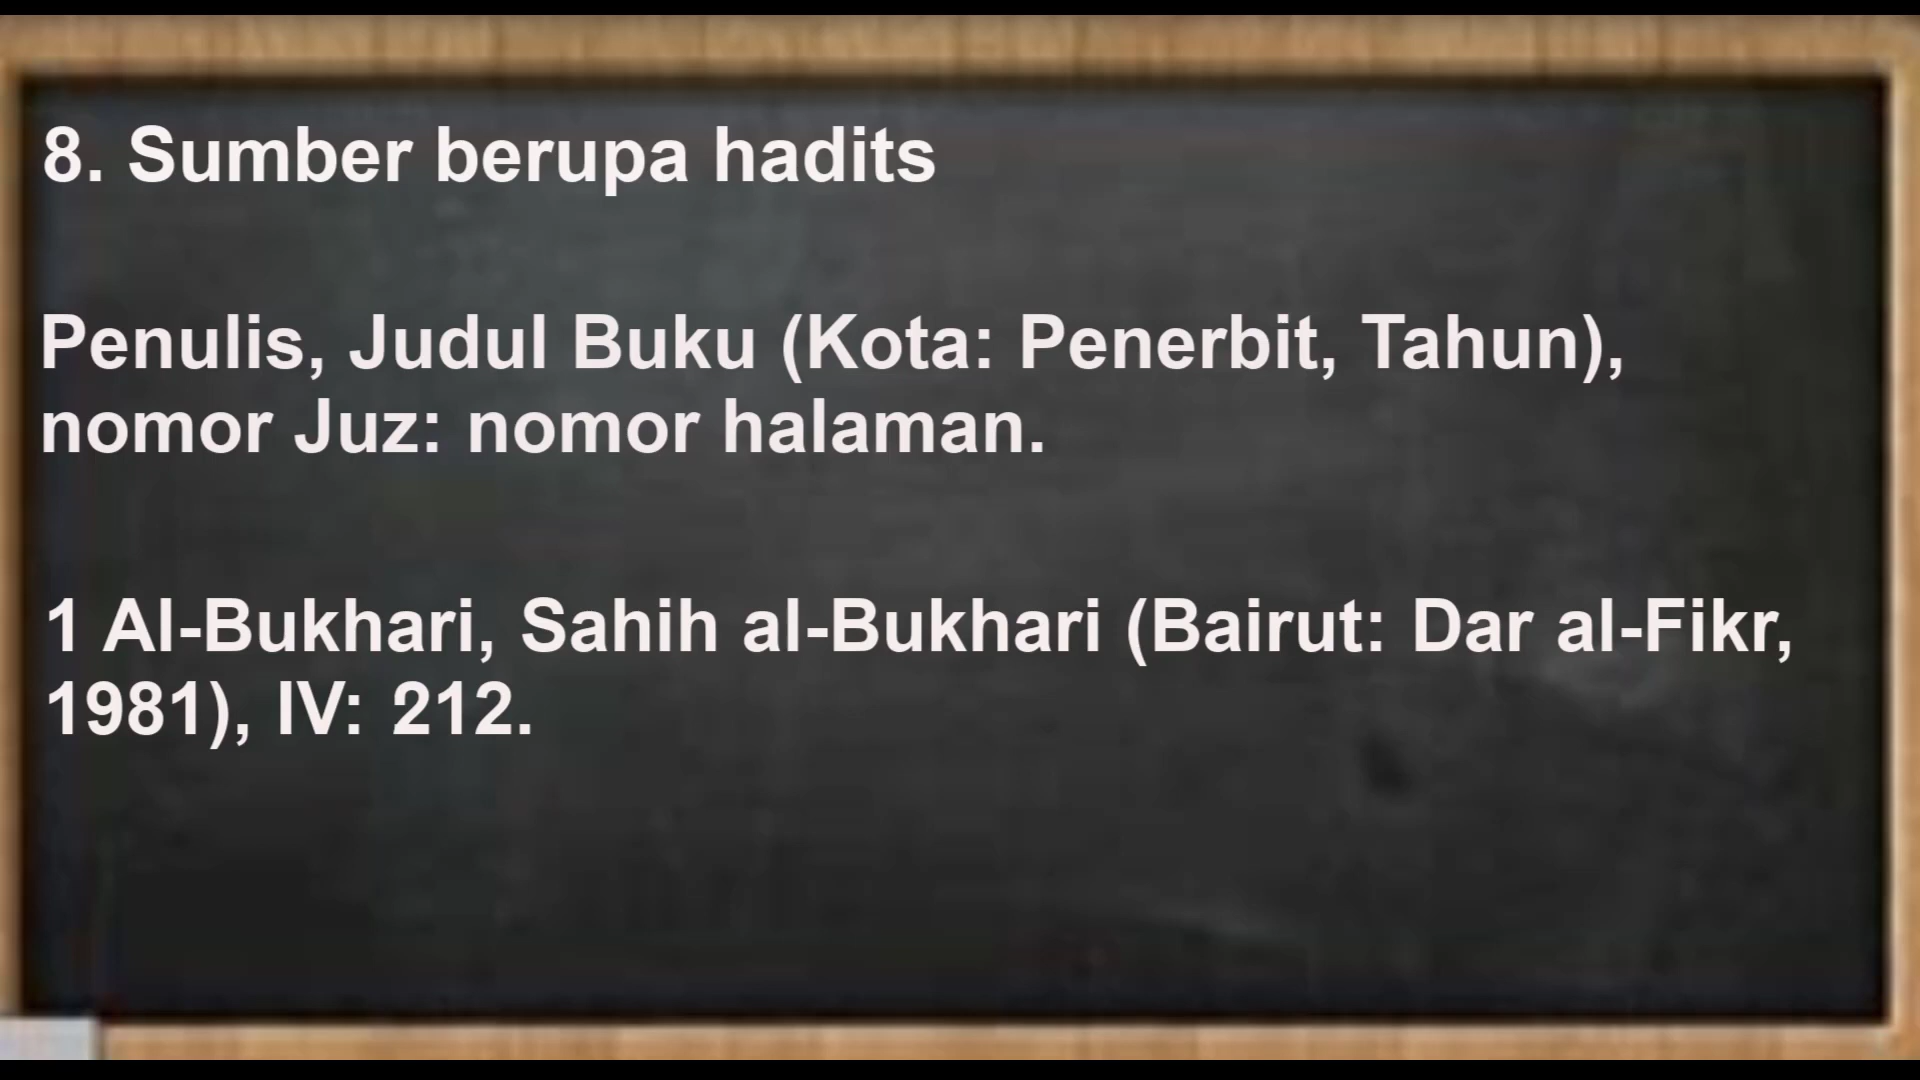 8. Sumber berupa hadits
Penulis, Judul Buku (Kota: Penerbit, Tahun),
nomor Juz: nomor halaman.
1 Al-Bukhari, Sahih al-Bukhari (Bairut: Dar al-Fikr,
1981), IV: 212.